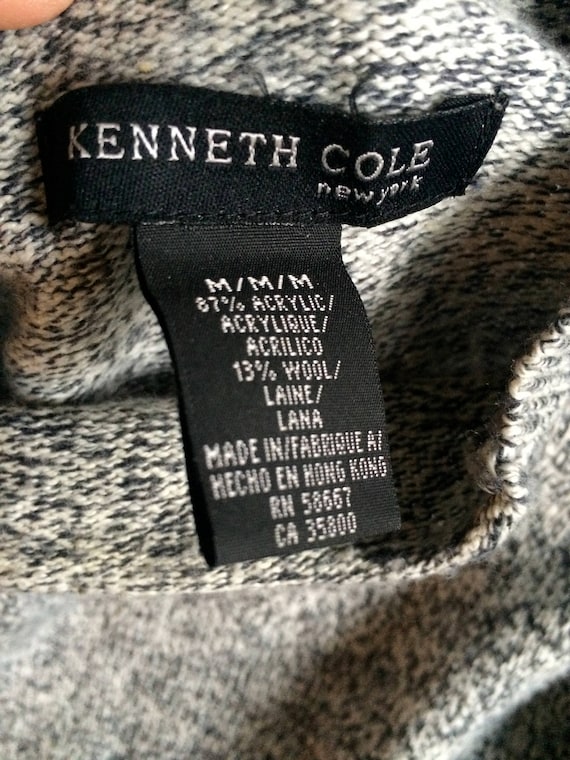 KENNETH COLE
new york
M/M/M
87% ACRYLIC/
ACRYLIQUE/
ACRILICO
13% WOOL/
LAINE/
LANA
MADE IN/FABRIQUE A/
HECHO EN HONG KONG
RN 58667
CA 35800